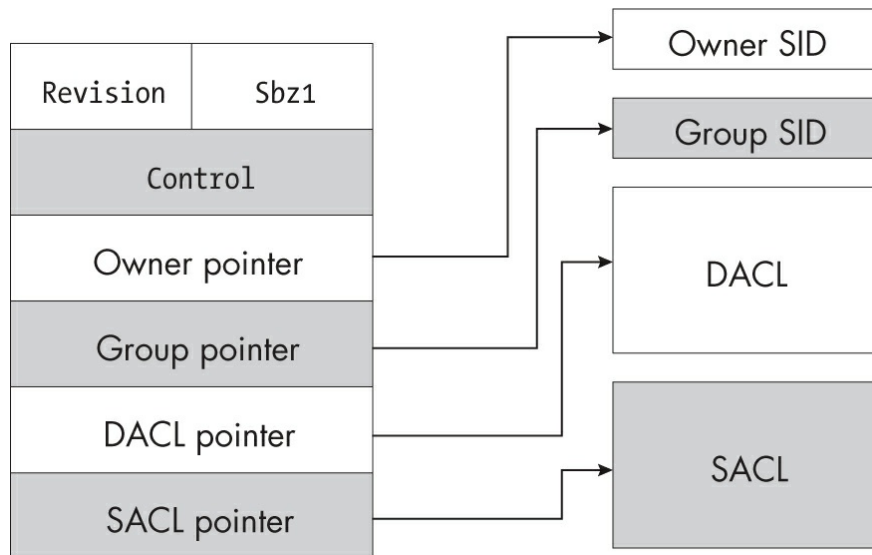 Revision Sbz1
Control
Owner pointer
Group pointer
DACL pointer
SACL pointer
Owner SID
Group SID
DACL
SACL